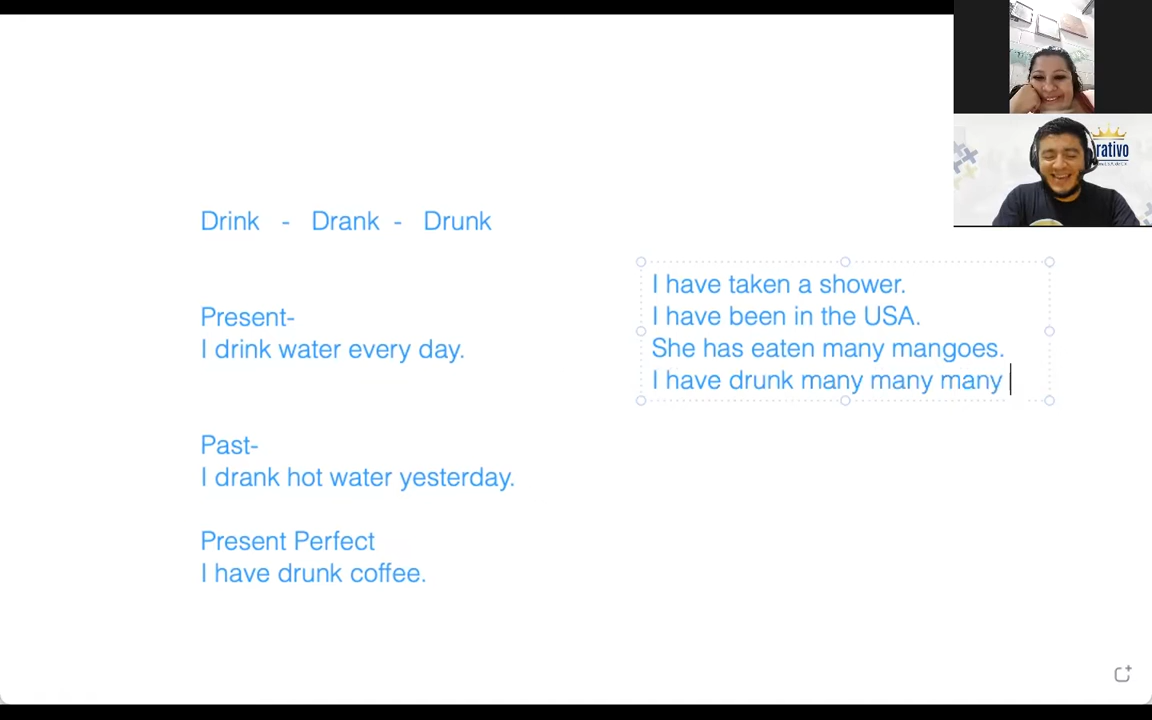 Drink - Drank - Drunk
Present-
I drink water every day.
Past-
I drank hot water yesterday.
Present Perfect
I have drunk coffee.
I have taken a shower.
I have been in the USA.
She has eaten many mangoes.
I have drunk many many many
rativo